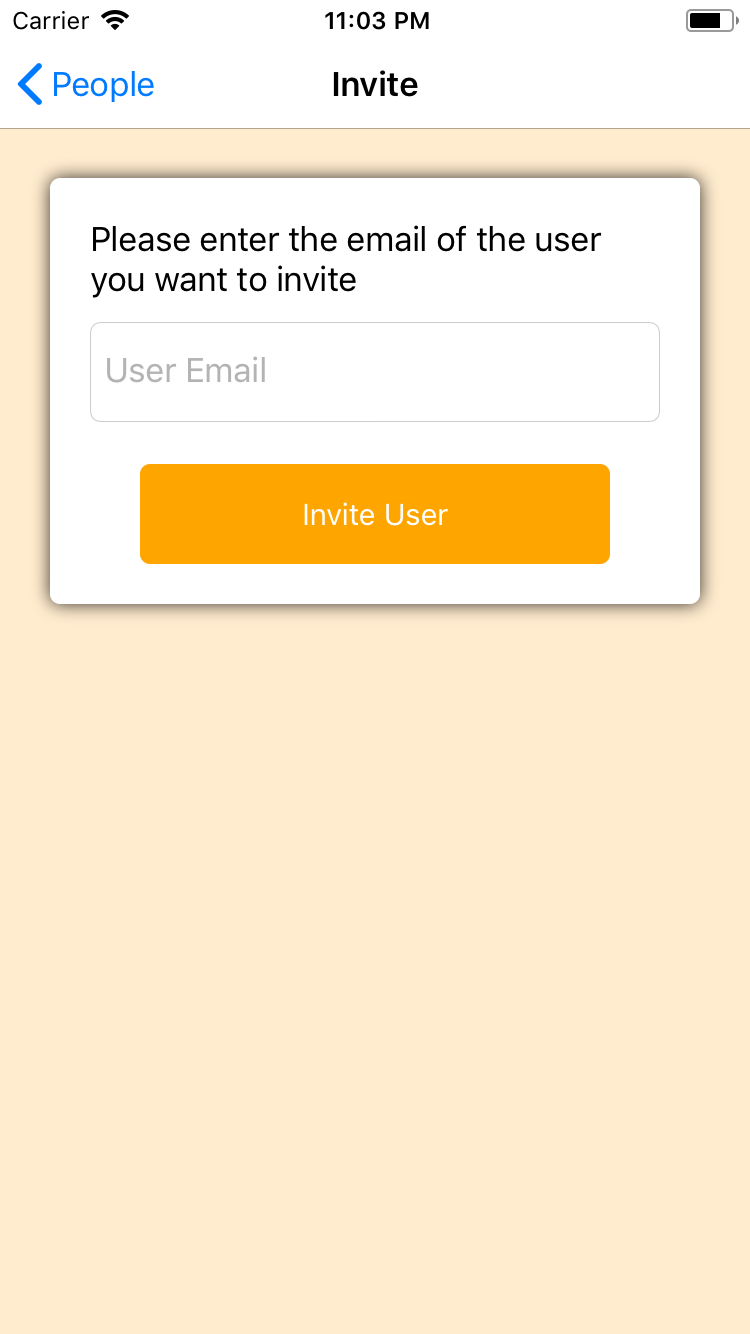 Carrier 11:03 PM
People Invite
Please enter the email of the user
you want to invite
User Email
Invite User